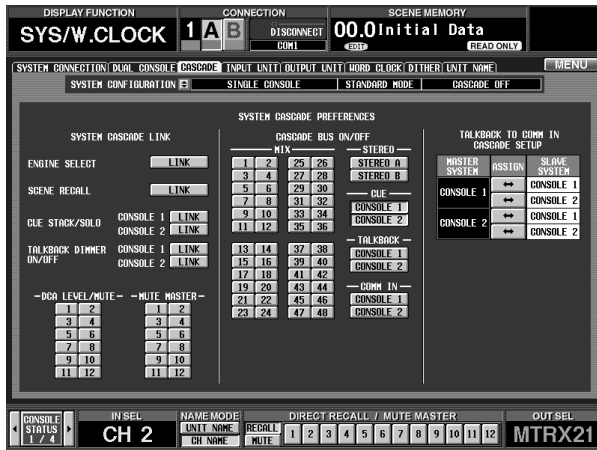 DISPLAY FUNCTION CONNECTION SCENE MEMORY
SYS/W.CLOCK 1 A B DISCONNECT COM1 00.0 Initial Data
EDIT READ ONLY
SYSTEM CONNECTION DUAL CONSOLE CASCADE INPUT UNIT OUTPUT UNIT WORD CLOCK DITHER UNIT NAME MENU
SYSTEM CONFIGURATION SINGLE CONSOLE STANDARD MODE CASCADE OFF
SYSTEM CASCADE PREFERENCES
SYSTEM CASCADE LINK
ENGINE SELECT LINK
SCENE RECALL LINK
CUE STACK/SOLO CONSOLE 1 LINK
CONSOLE 2 LINK
TALKBACK DIMMER ON/OFF CONSOLE 1 LINK
CONSOLE 2 LINK
DCA LEVEL/MUTE MUTE MASTER
1 2 1 2
3 4 3 4
5 6 5 6
7 8 7 8
9 10 9 10
11 12 11 12
CASCADE BUS ON/OFF
MIX
1 2 25 26
3 4 27 28
5 6 29 30
7 8 31 32
9 10 33 34
11 12 35 36
13 14 37 38
15 16 39 40
17 18 41 42
19 20 43 44
21 22 45 46
23 24 47 48
STEREO
STEREO A
STEREO B
CUE
CONSOLE 1
CONSOLE 2
TALKBACK
CONSOLE 1
CONSOLE 2
COMM IN
CONSOLE 1
CONSOLE 2
TALKBACK TO COMM IN
CASCADE SETUP
MASTER SYSTEM ASSIGN SLAVE SYSTEM
CONSOLE 1 ↔ CONSOLE 1
↔ CONSOLE 2
CONSOLE 2 ↔ CONSOLE 1
↔ CONSOLE 2
CONSOLE STATUS 1 / 4
IN SEL
CH 2
NAME MODE
UNIT NAME
CH NAME
DIRECT RECALL / MUTE MASTER
RECALL
MUTE
1 2 3 4 5 6 7 8 9 10 11 12
OUT SEL
MTRX21